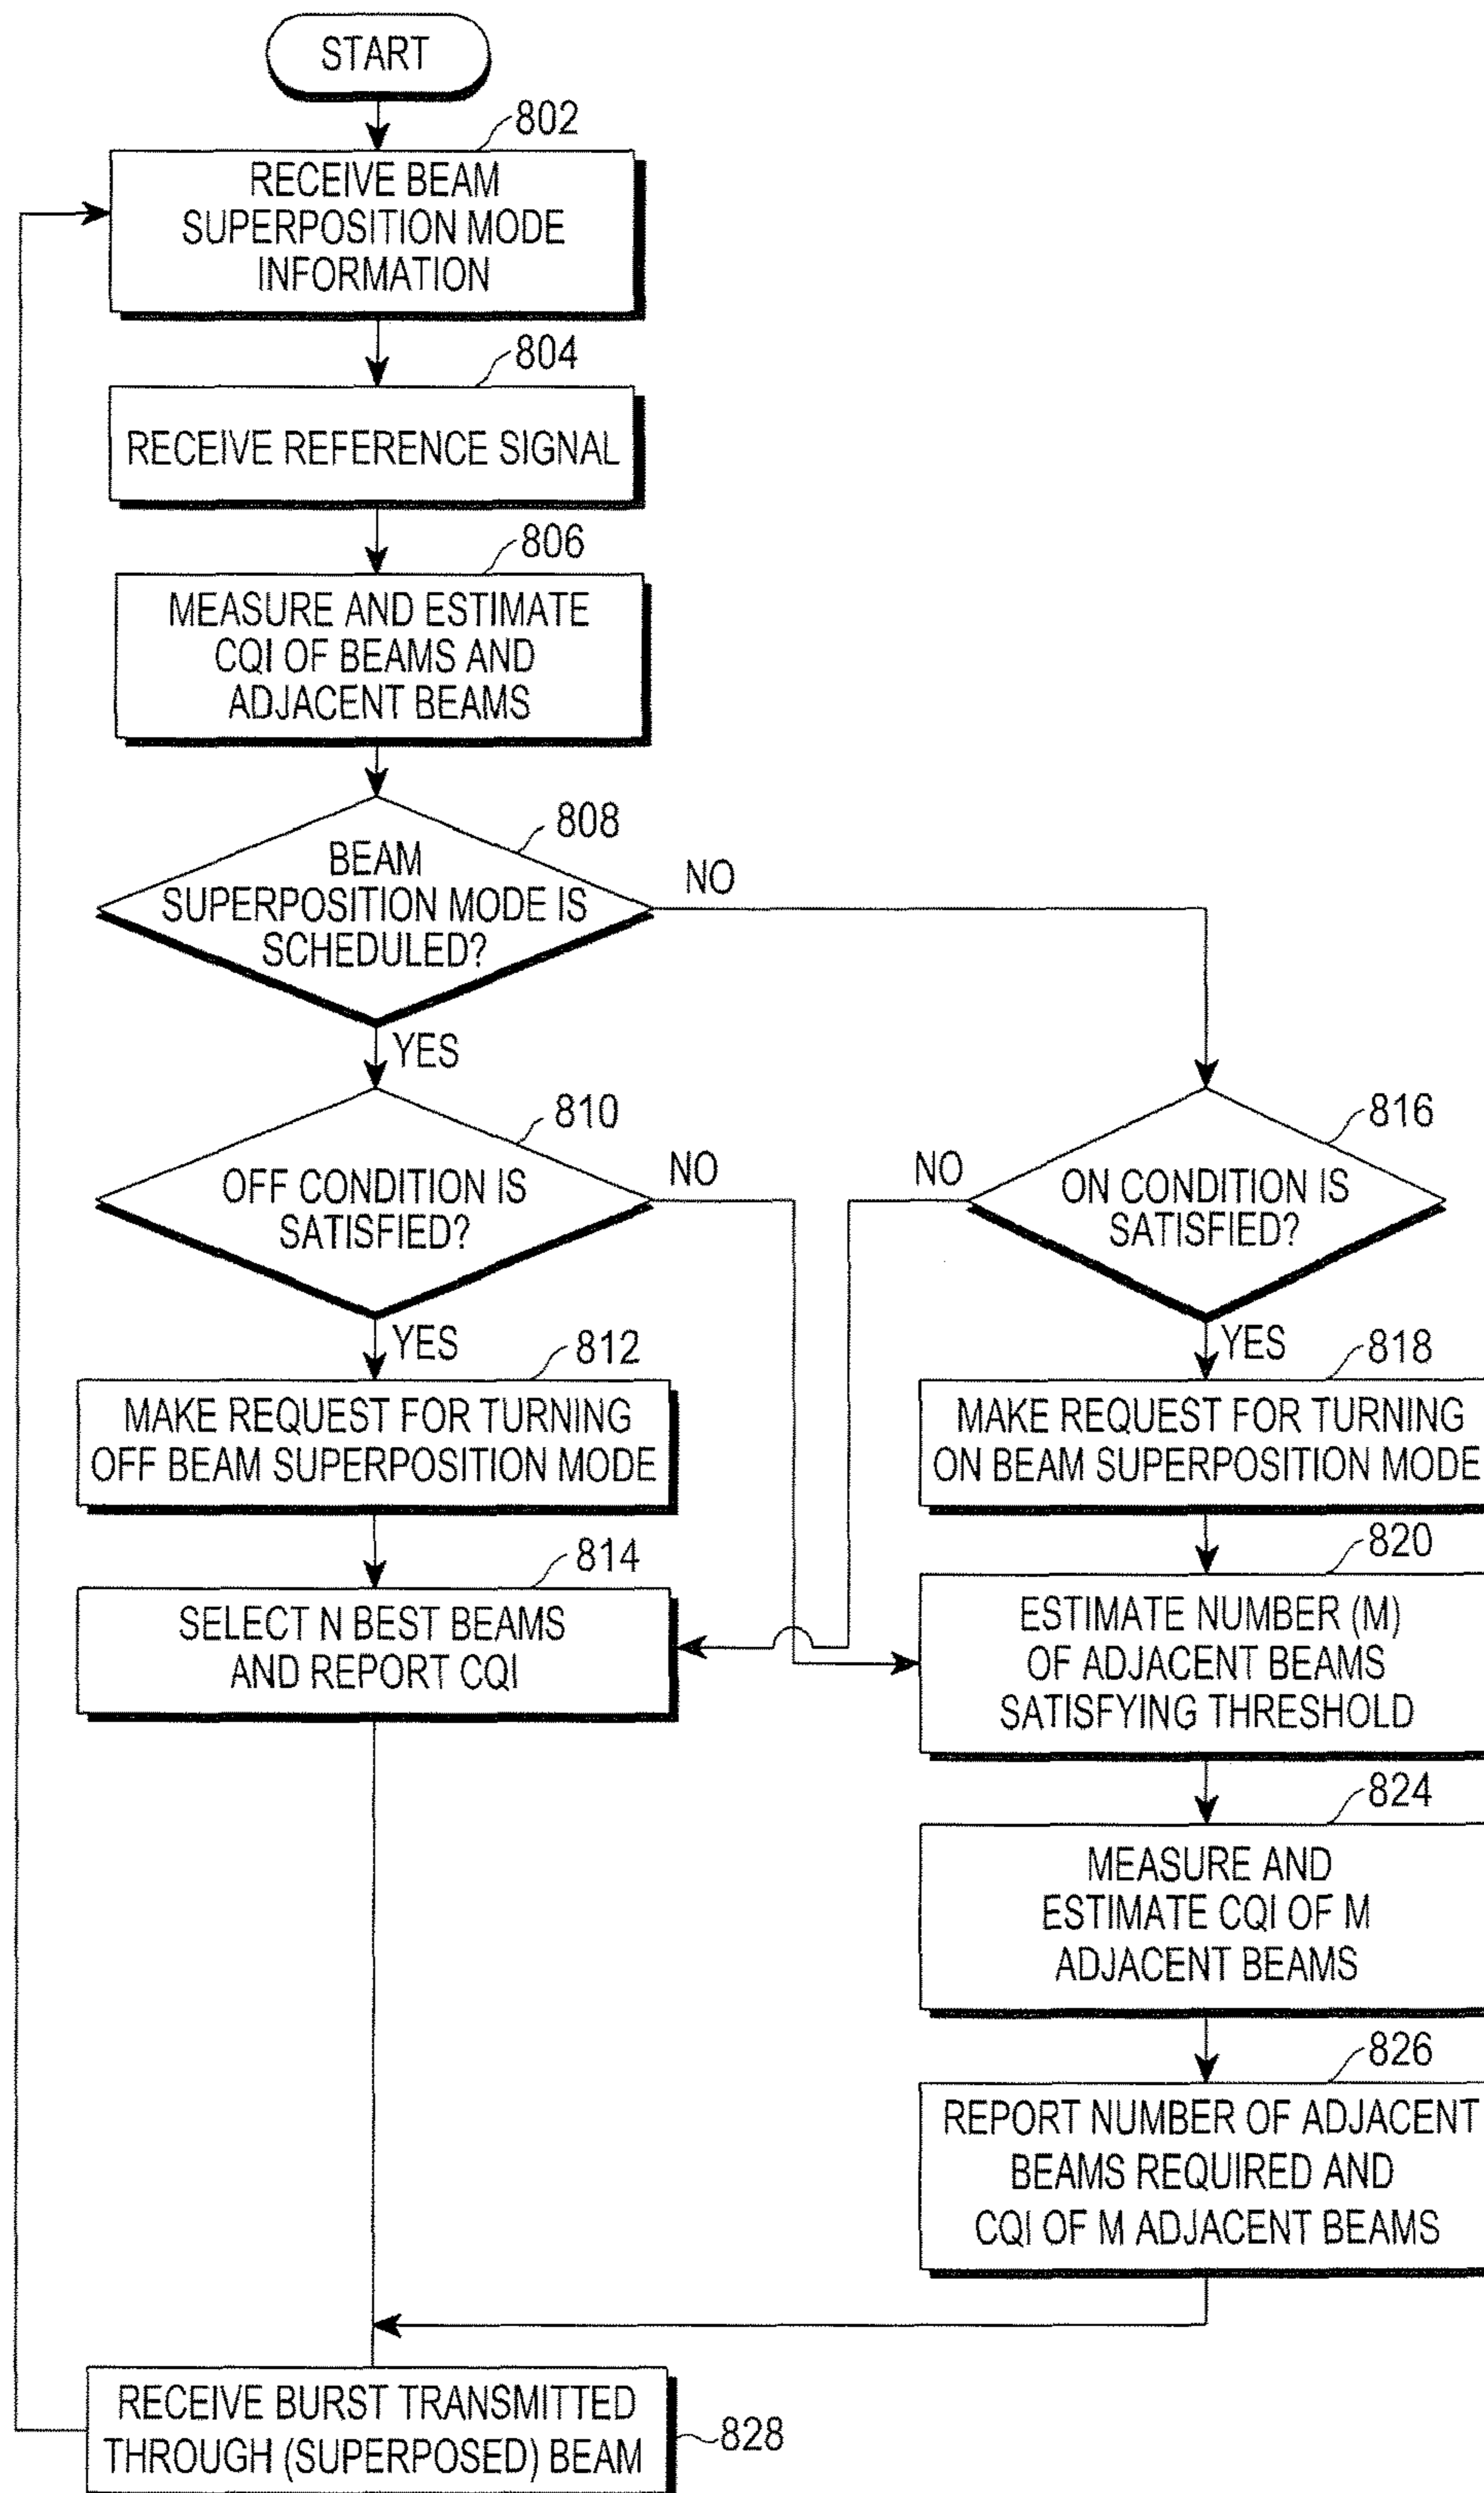 START
802
RECEIVE BEAM
SUPERPOSITION MODE
INFORMATION
804
RECEIVE REFERENCE SIGNAL
806
MEASURE AND ESTIMATE
CQI OF BEAMS AND
ADJACENT BEAMS
808
BEAM
SUPERPOSITION MODE IS
SCHEDULED?
NO
YES
810
OFF CONDITION IS
SATISFIED?
NO
YES
816
ON CONDITION IS
SATISFIED?
NO
YES
812
MAKE REQUEST FOR TURNING
OFF BEAM SUPERPOSITION MODE
818
MAKE REQUEST FOR TURNING
ON BEAM SUPERPOSITION MODE
814
SELECT N BEST BEAMS
AND REPORT CQI
820
ESTIMATE NUMBER (M)
OF ADJACENT BEAMS
SATISFYING THRESHOLD
824
MEASURE AND
ESTIMATE CQI OF M
ADJACENT BEAMS
826
REPORT NUMBER OF ADJACENT
BEAMS REQUIRED AND
CQI OF M ADJACENT BEAMS
RECEIVE BURST TRANSMITTED
THROUGH (SUPERPOSED) BEAM
828